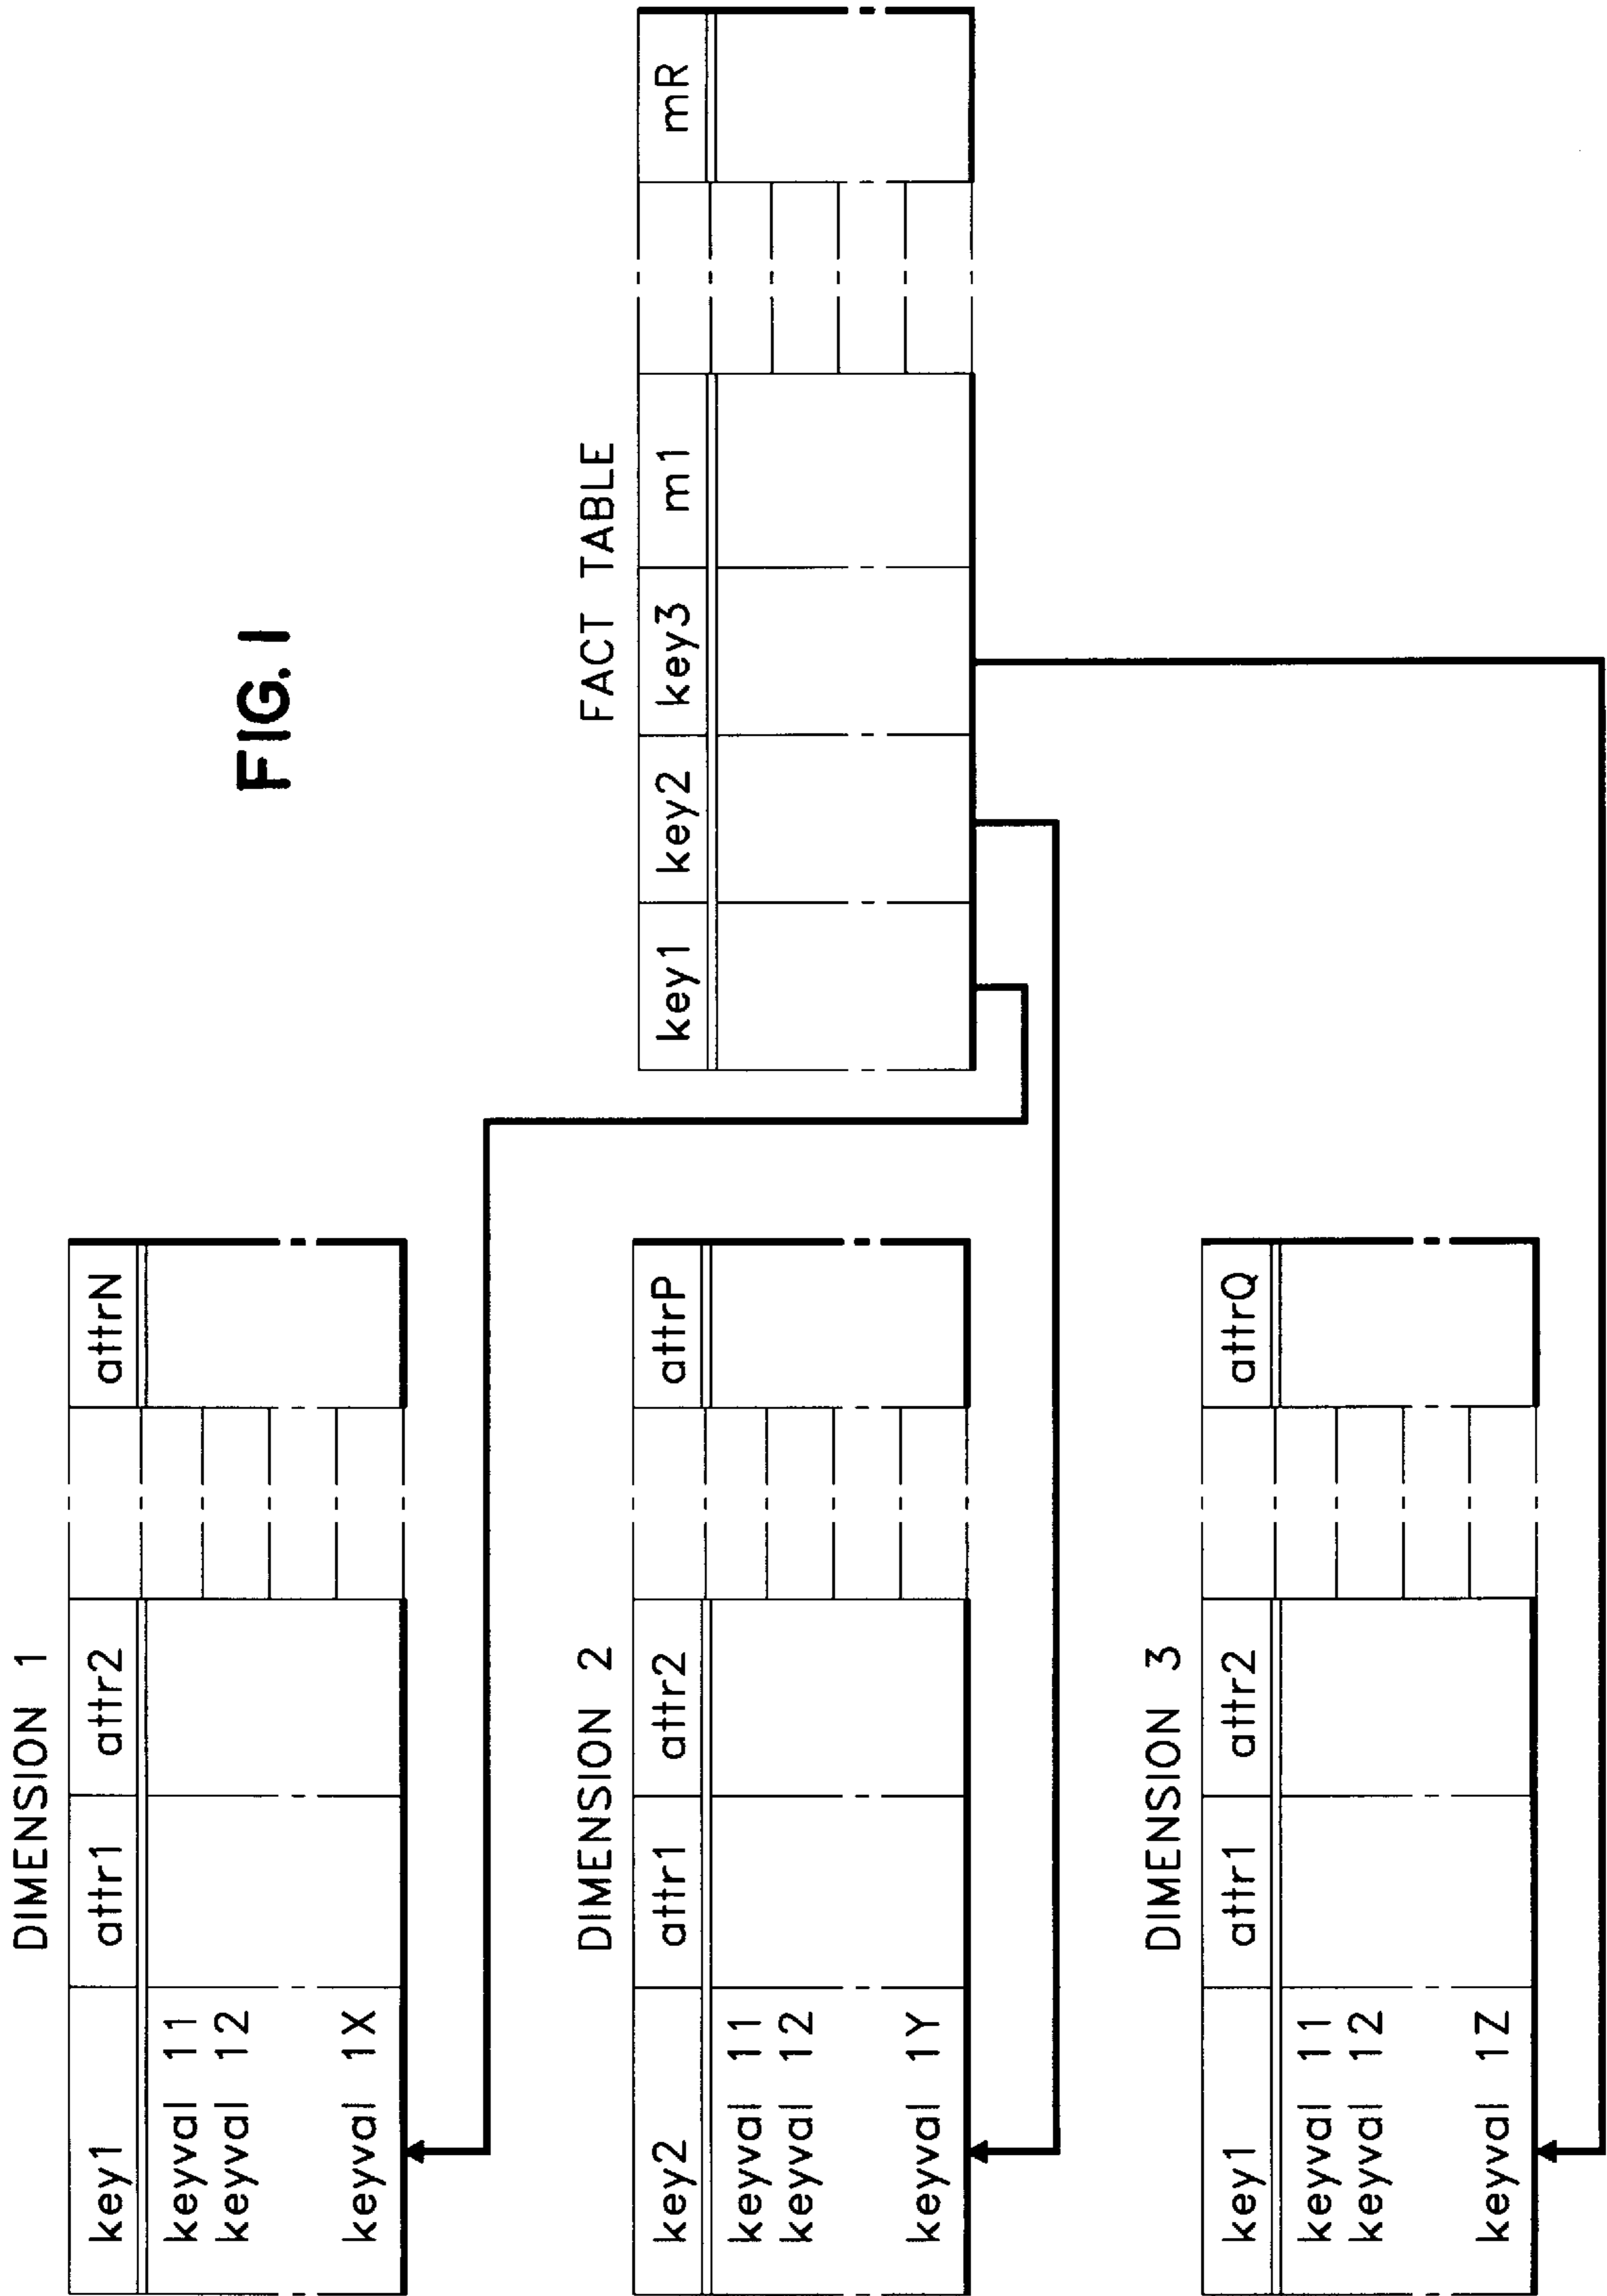 FIG. 1
DIMENSION 1
key1 attr1 attr2 attrN
keyval 11
keyval 12
keyval 1X
DIMENSION 2
key2 attr1 attr2 attrP
keyval 11
keyval 12
keyval 1Y
DIMENSION 3
key1 attr1 attr2 attrQ
keyval 11
keyval 12
keyval 1Z
FACT TABLE
key1 key2 key3 m1 mR